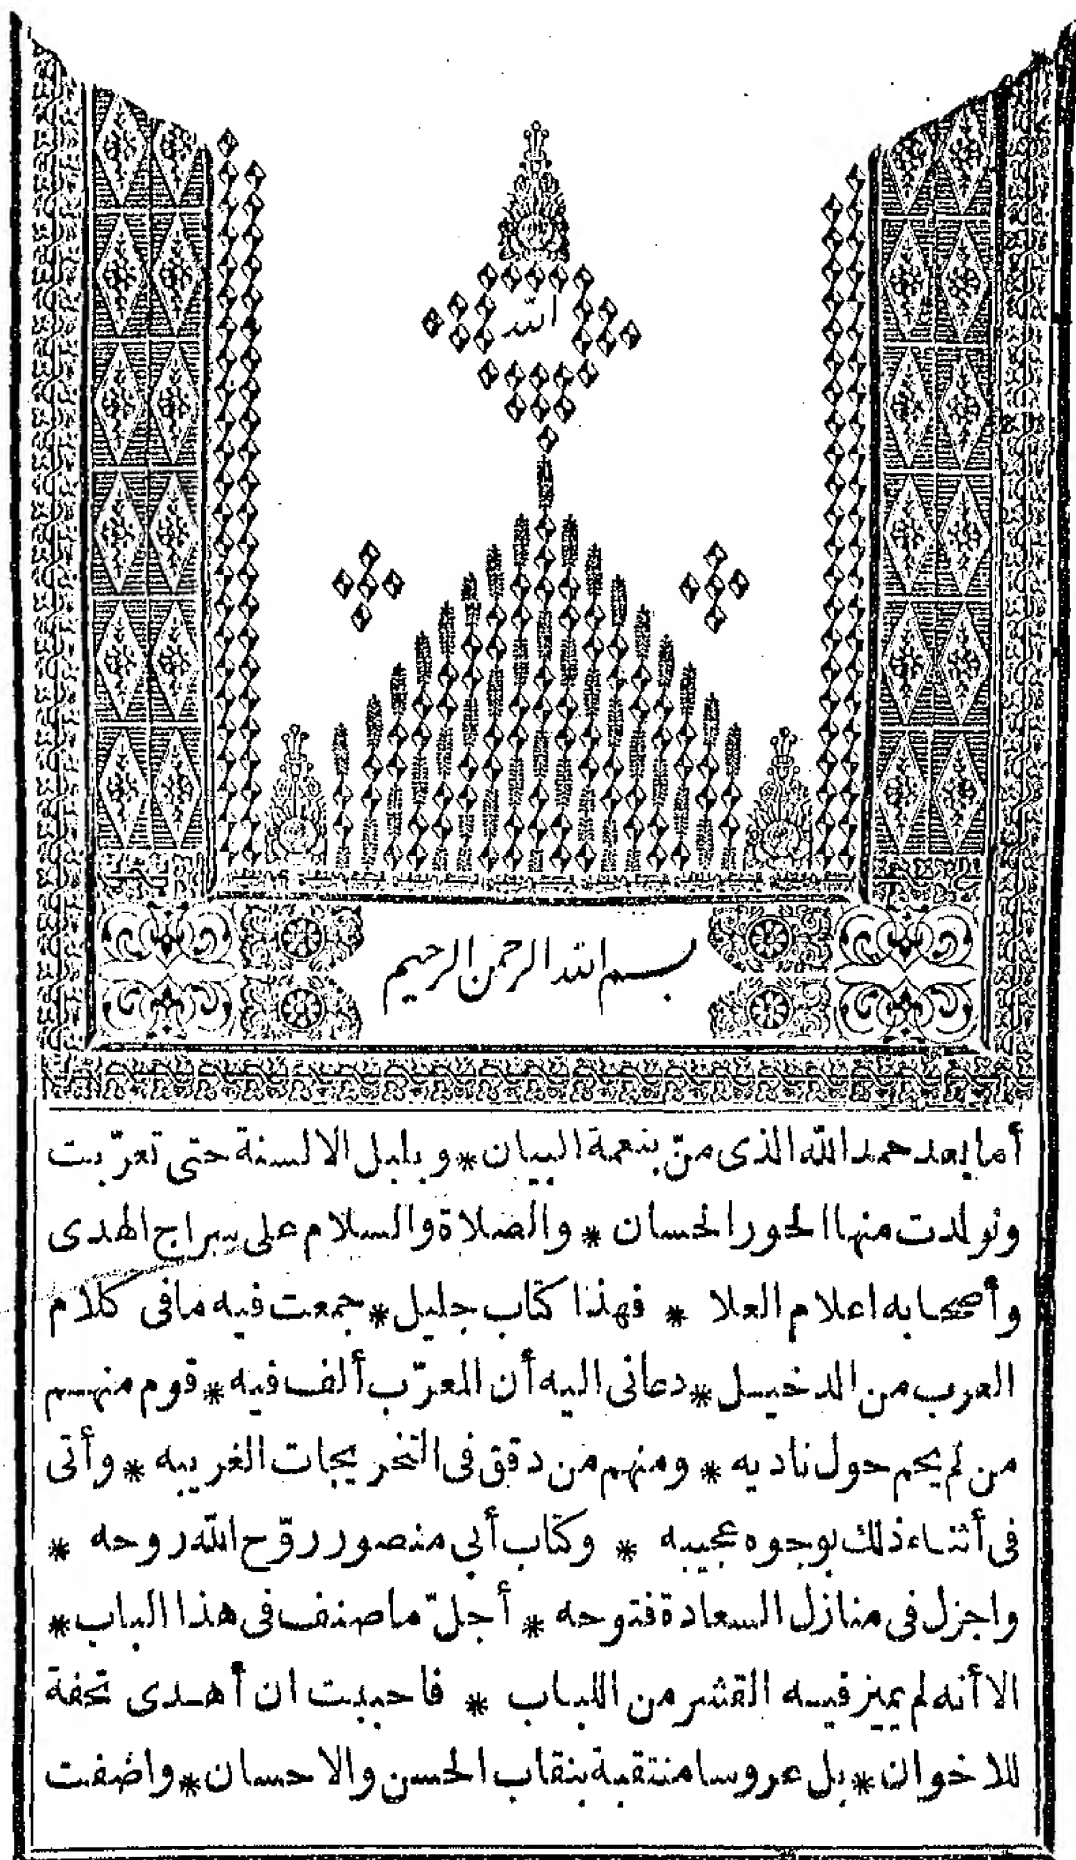 الله
بسم الله الرحمن الرحيم
أما بعد حمد الله الذى منّ بنعمة البيان * وبلبل الالسنة حتى تعرّبت
وتولدت منها الحور الحسان * والصلاة والسلام على سراج الهدى
وأصحابه اعلام العلا * فهذا كتاب جليل * جمعت فيه ما فى كلام
العرب من الدخيل * دعانى اليه أن المعرّب ألف فيه * قوم منهم
من لم يحم حول ناديه * ومنهم من دقق فى التخريجات الغريبه * وأتى
فى أثناء ذلك بوجوه عجيبه * وكتاب أبى منصور روّح الله روحه *
واجزل فى منازل السعادة فتوحه * أجلّ ما صنف فى هذا الباب *
الا أنه لم يميز فيه القشر من اللباب * فاحببت ان أهدى تحفة
للاخوان * بل عروسا منتقبة بنقاب الحسن والاحسان * واضفت